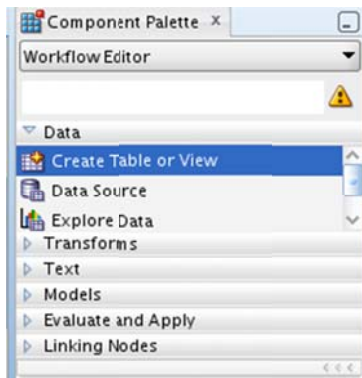 Component Palette
Workflow Editor
Data
Create Table or View
Data Source
Explore Data
Transforms
Text
Models
Evaluate and Apply
Linking Nodes